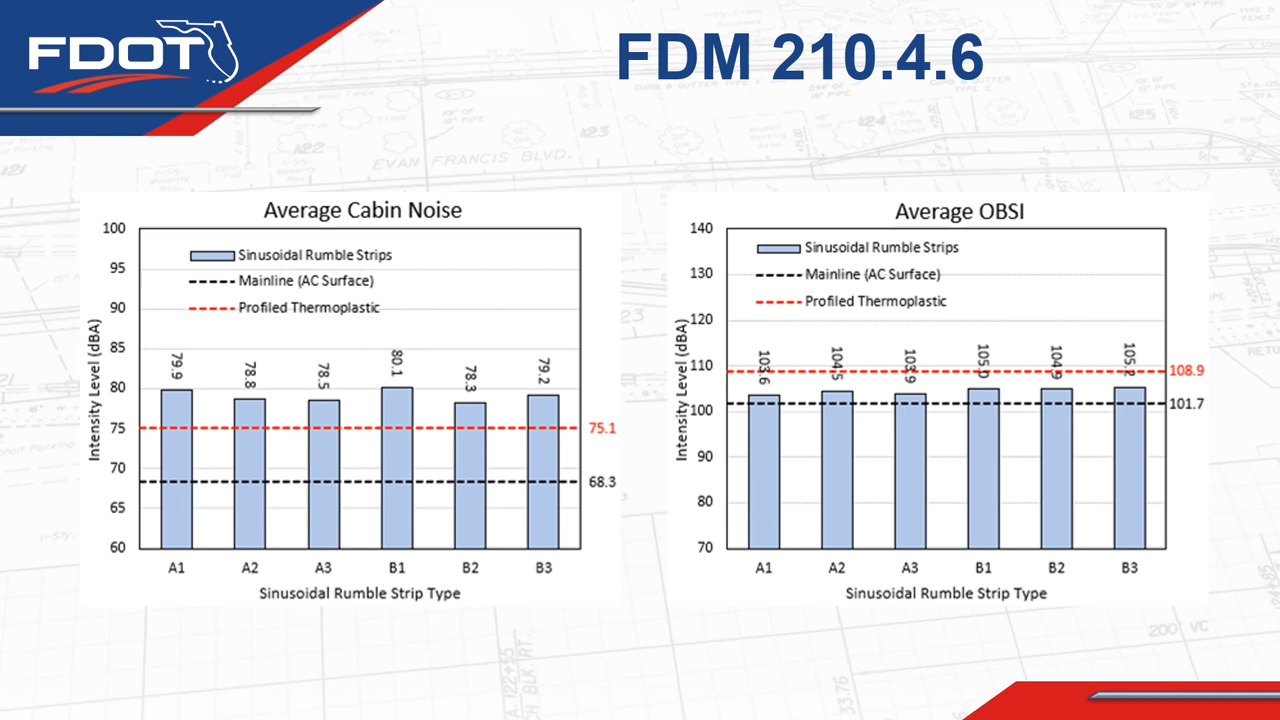 FDOT
FDM 210.4.6
Average Cabin Noise
Intensity Level (dBA)
100
95
90
85
80
75
70
65
60
Sinusoidal Rumble Strips
Mainline (AC Surface)
Profiled Thermoplastic
79.9
78.8
78.5
80.1
78.3
79.2
75.1
68.3
A1
A2
A3
B1
B2
B3
Sinusoidal Rumble Strip Type
Average OBSI
Intensity Level (dBA)
140
130
120
110
100
90
80
70
Sinusoidal Rumble Strips
Mainline (AC Surface)
Profiled Thermoplastic
103.6
104.5
103.9
105.0
104.9
105.2
108.9
101.7
A1
A2
A3
B1
B2
B3
Sinusoidal Rumble Strip Type
EVAN FRANCIS BLVD.
200' VC
33.76